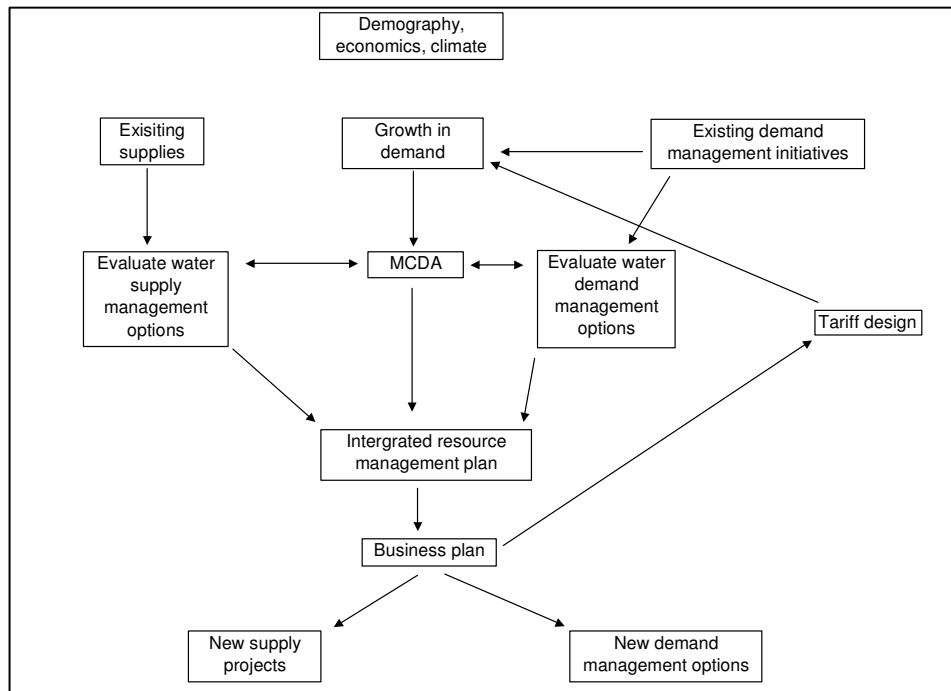 Demography,
economics, climate
Exisiting
supplies
Growth in
demand
Existing demand
management initiatives
Evaluate water
supply
management
options
MCDA
Evaluate water
demand
management
options
Tariff design
Intergrated resource
management plan
Business plan
New supply
projects
New demand
management options